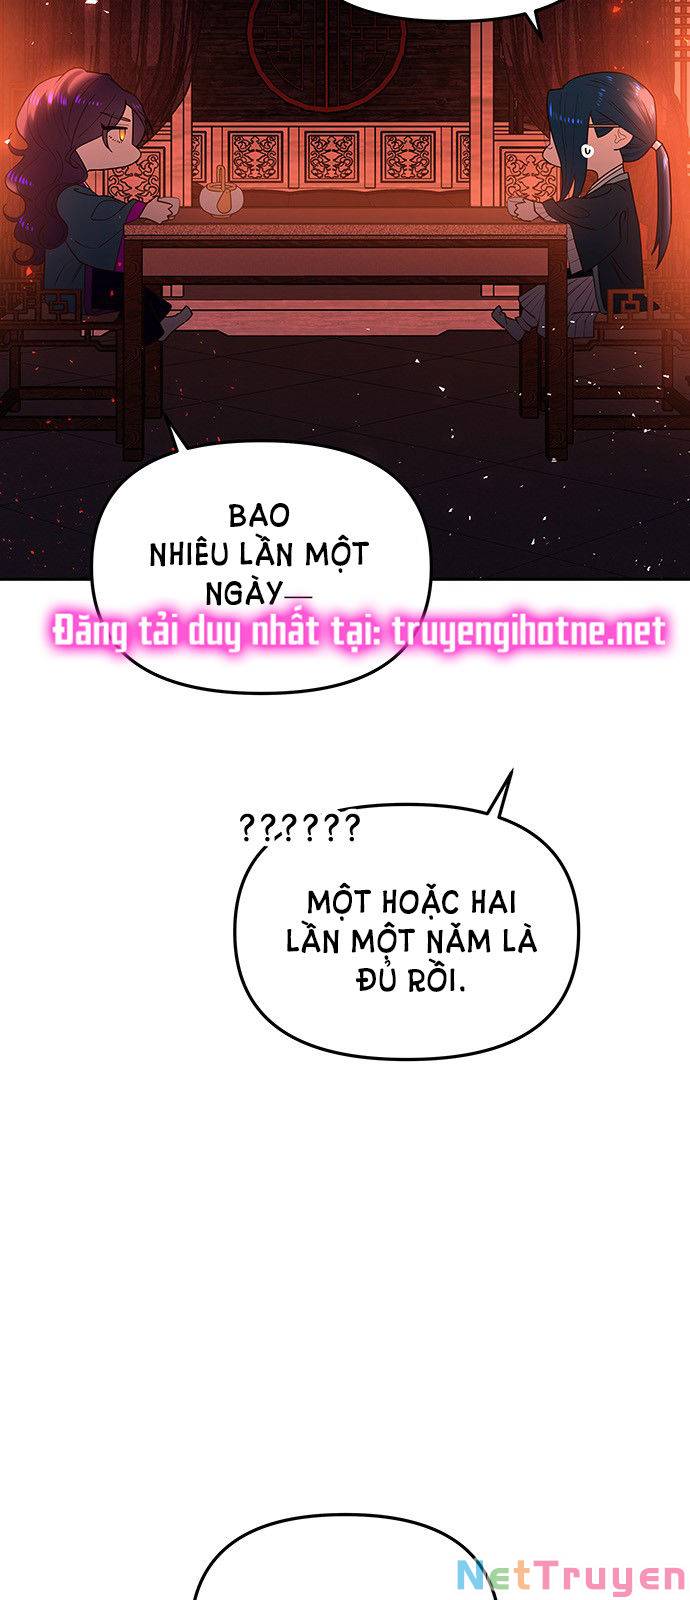 BAO
NHIÊU LẦN MỘT
NGÀY—
Đăng tải duy nhất tại: truyengihotne.net
??????
MỘT HOẶC HAI
LẦN MỘT NĂM LÀ
ĐỦ RỒI.
NetTruyen